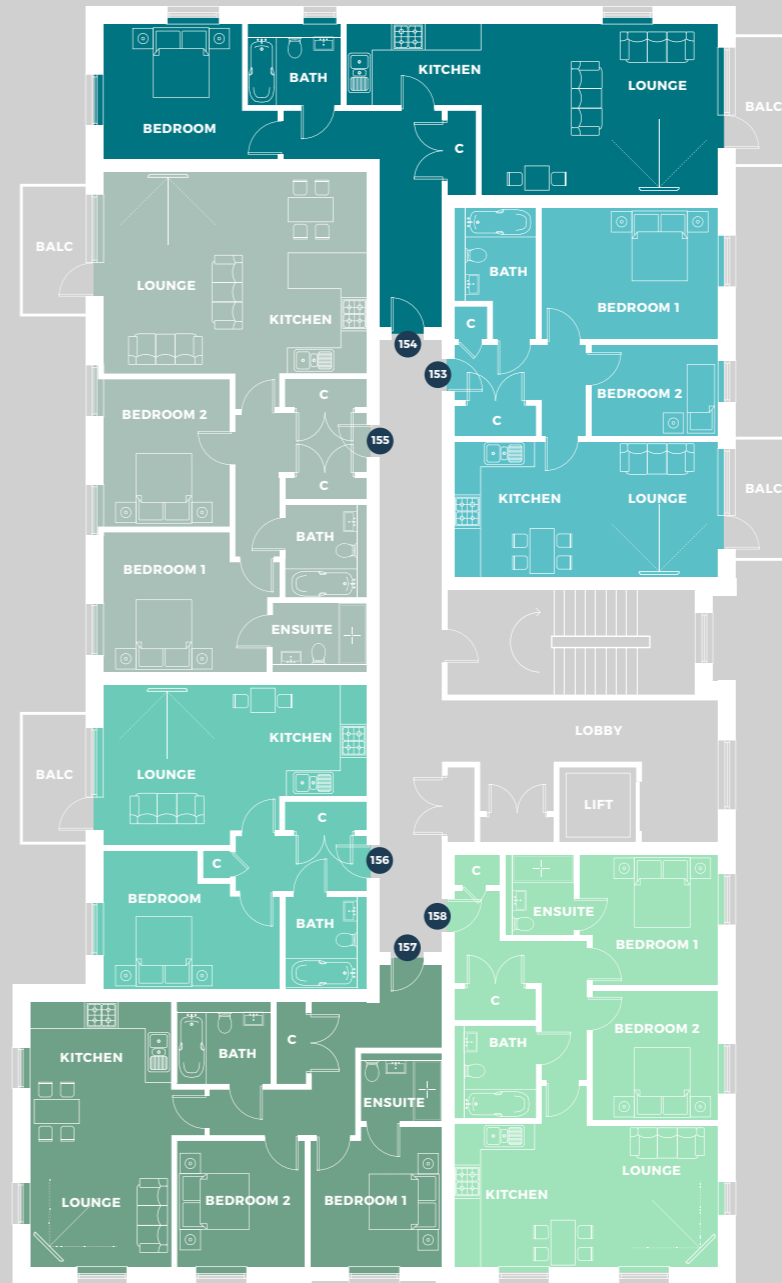 BEDROOM
BATH
KITCHEN
LOUNGE
BALC
C
BALC
LOUNGE
KITCHEN
154
BATH
BEDROOM 1
C
153
BEDROOM 2
C
BEDROOM 2
C
155
C
BATH
BEDROOM 1
ENSUITE
KITCHEN
LOUNGE
BALC
LOBBY
LIFT
KITCHEN
LOUNGE
BALC
C
C
156
BEDROOM
BATH
157
158
C
ENSUITE
BEDROOM 1
C
BEDROOM 2
BATH
LOUNGE
KITCHEN
KITCHEN
BATH
C
ENSUITE
LOUNGE
BEDROOM 2
BEDROOM 1